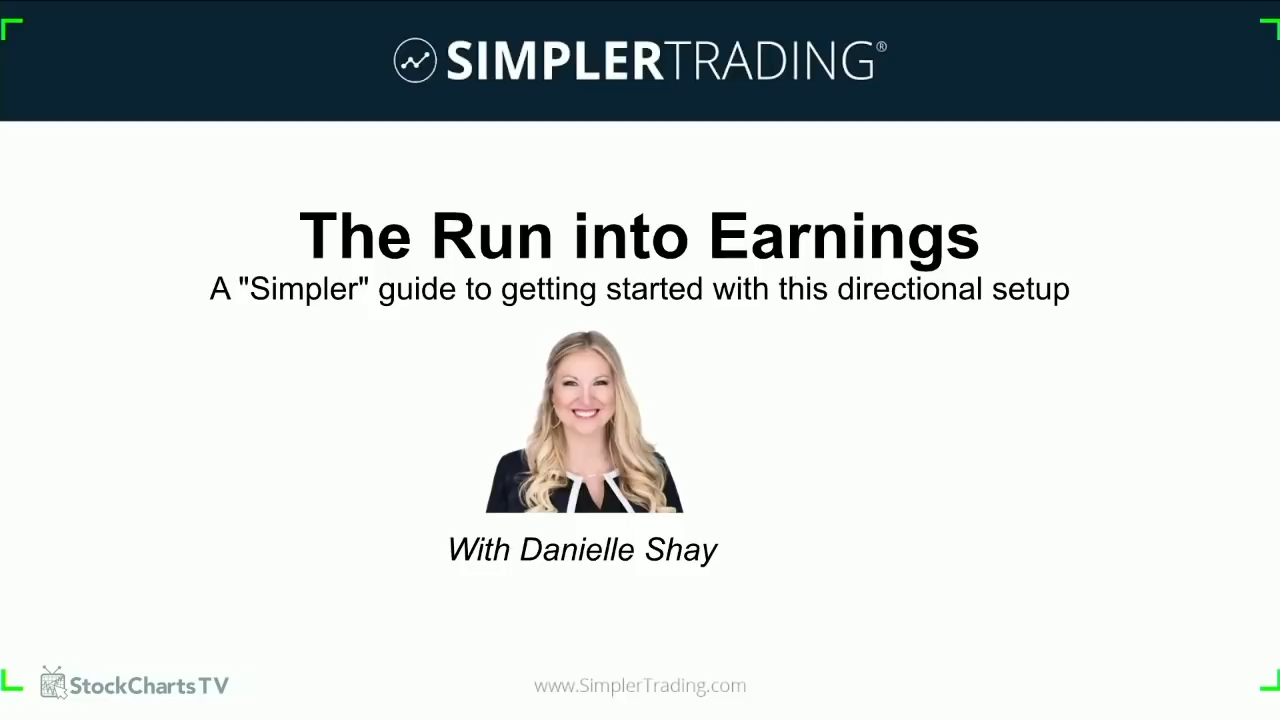 SIMPLERTRADING®
The Run into Earnings
A "Simpler" guide to getting started with this directional setup
With Danielle Shay
StockChartsTV
www.SimplerTrading.com